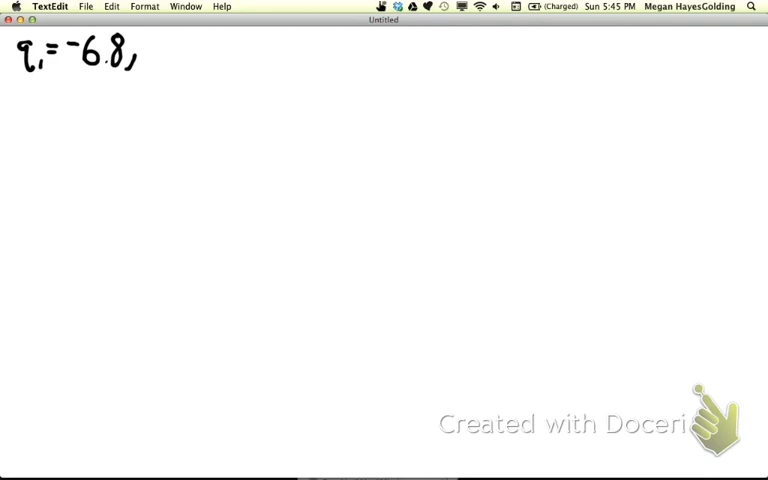 TextEdit File Edit Format Window Help (Charged) Sun 5:45 PM Megan HayesGolding
Untitled
q₁ = -6.8,
Created with Doceri